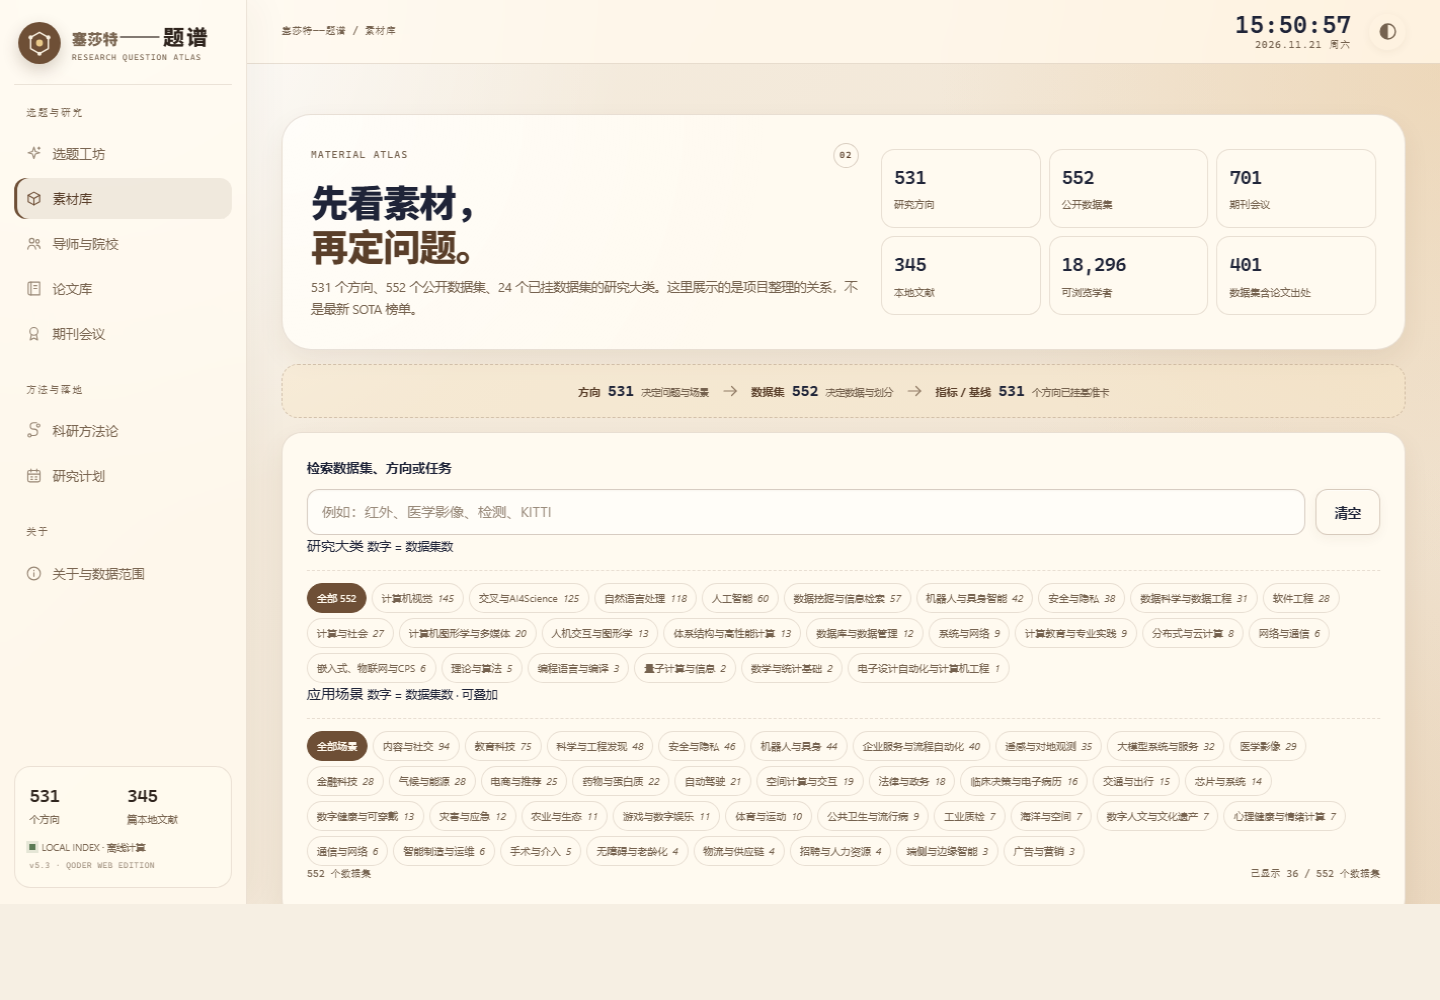 塞莎特——题谱
RESEARCH QUESTION ATLAS
选题与研究
选题工坊
素材库
导师与院校
论文库
期刊会议
方法与落地
科研方法论
研究计划
关于
关于与数据范围
531
个方向
345
篇本地文献
LOCAL INDEX · 离线计算
v5.3 · QODER WEB EDITION
塞莎特——题谱 / 素材库
15:50:57
2026.11.21 周六
MATERIAL ATLAS
02
先看素材，
再定问题。
531 个方向、552 个公开数据集、24 个已挂数据集的研究大类。这里展示的是项目整理的关系，不
是最新 SOTA 榜单。
531
研究方向
552
公开数据集
701
期刊会议
345
本地文献
18,296
可浏览学者
401
数据集含论文出处
方向 531 决定问题与场景 → 数据集 552 决定数据与划分 → 指标 / 基线 531 个方向已挂基准卡
检索数据集、方向或任务
例如：红外、医学影像、检测、KITTI
清空
研究大类 数字 = 数据集数
全部 552 计算机视觉 145 交叉与AI4Science 125 自然语言处理 118 人工智能 60 数据挖掘与信息检索 57 机器人与具身智能 42 安全与隐私 38 数据科学与数据工程 31 软件工程 28
计算与社会 27 计算机图形学与多媒体 20 人机交互与图形学 13 体系结构与高性能计算 13 数据库与数据管理 12 系统与网络 9 计算教育与专业实践 9 分布式与云计算 8 网络与通信 6
嵌入式、物联网与CPS 6 理论与算法 5 编程语言与编译 3 量子计算与信息 2 数学与统计基础 2 电子设计自动化与计算机工程 1
应用场景 数字 = 数据集数 · 可叠加
全部场景 内容与社交 94 教育科技 75 科学与工程发现 48 安全与隐私 46 机器人与具身 44 企业服务与流程自动化 40 遥感与对地观测 35 大模型系统与服务 32 医学影像 29
金融科技 28 气候与能源 28 电商与推荐 25 药物与蛋白质 22 自动驾驶 21 空间计算与交互 19 法律与政务 18 临床决策与电子病历 16 交通与出行 15 芯片与系统 14
数字健康与可穿戴 13 灾害与应急 12 农业与生态 11 游戏与数字娱乐 11 体育与运动 10 公共卫生与流行病 9 工业质检 7 海洋与空间 7 数字人文与文化遗产 7 心理健康与情绪计算 7
通信与网络 6 智能制造与运维 6 手术与介入 5 无障碍与老龄化 4 物流与供应链 4 招聘与人力资源 4 端侧与边缘智能 3 广告与营销 3
552 个数据集
已显示 36 / 552 个数据集